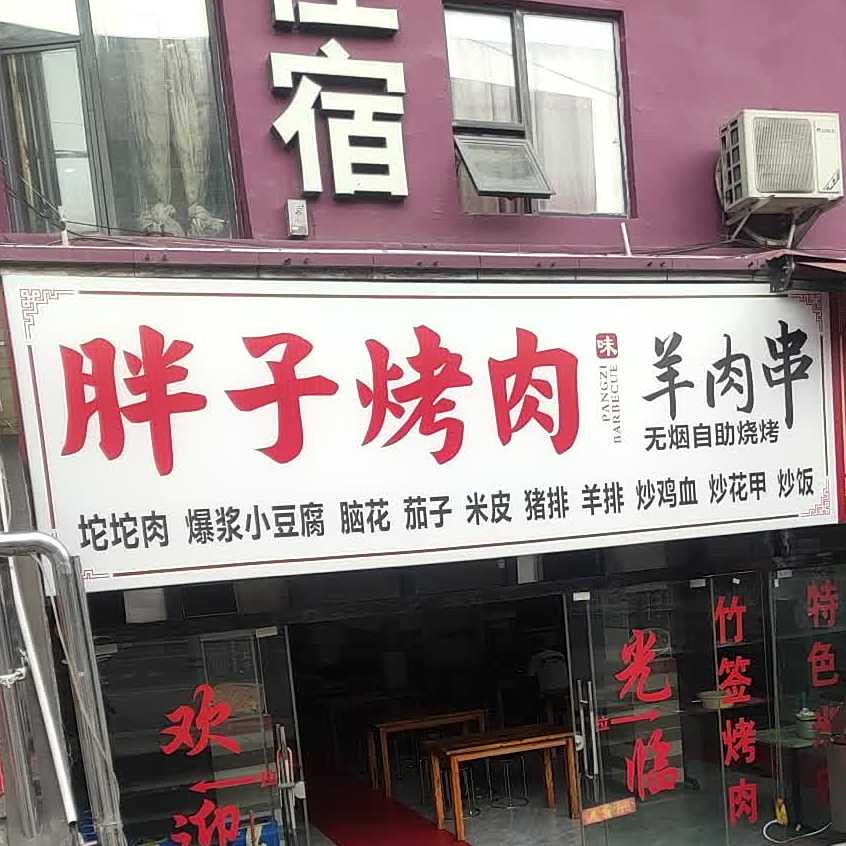 住宿
胖子烤肉
味
PANGZI
BARBECUE
羊肉串
无烟自助烧烤
坨坨肉 爆浆小豆腐 脑花 茄子 米皮 猪排 羊排 炒鸡血 炒花甲 炒饭
欢迎
光临
拉
竹签烤肉
特色